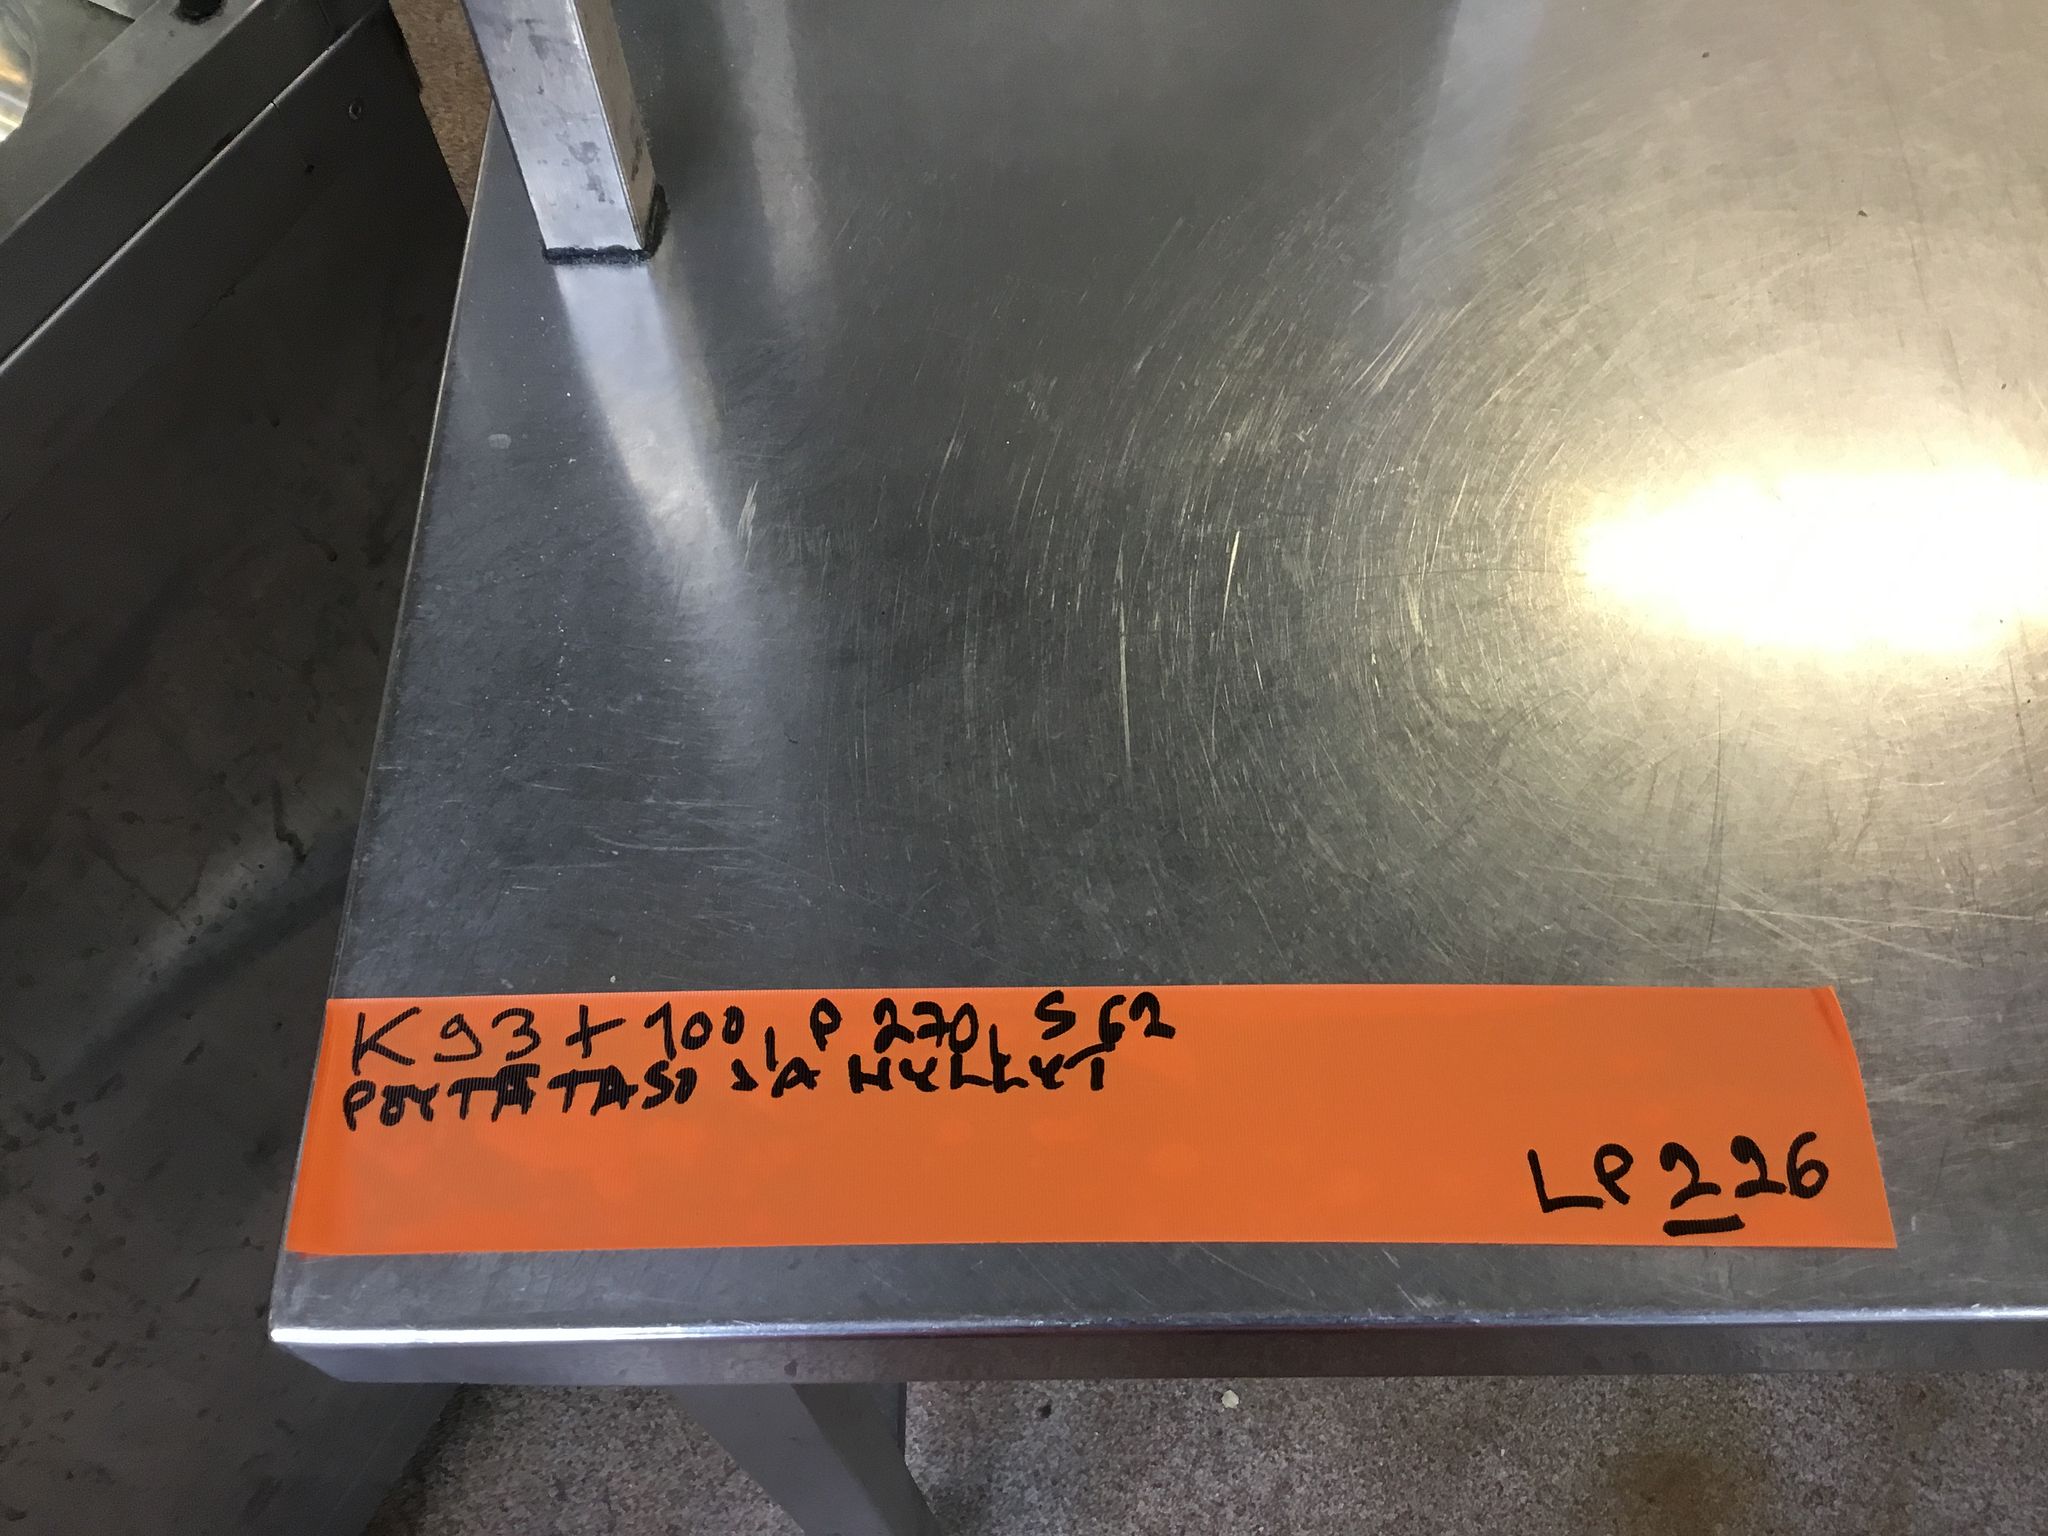 K 93 + 100, P 270, S 62
PÖYTÄTASO JA HYLLYT
LP 226